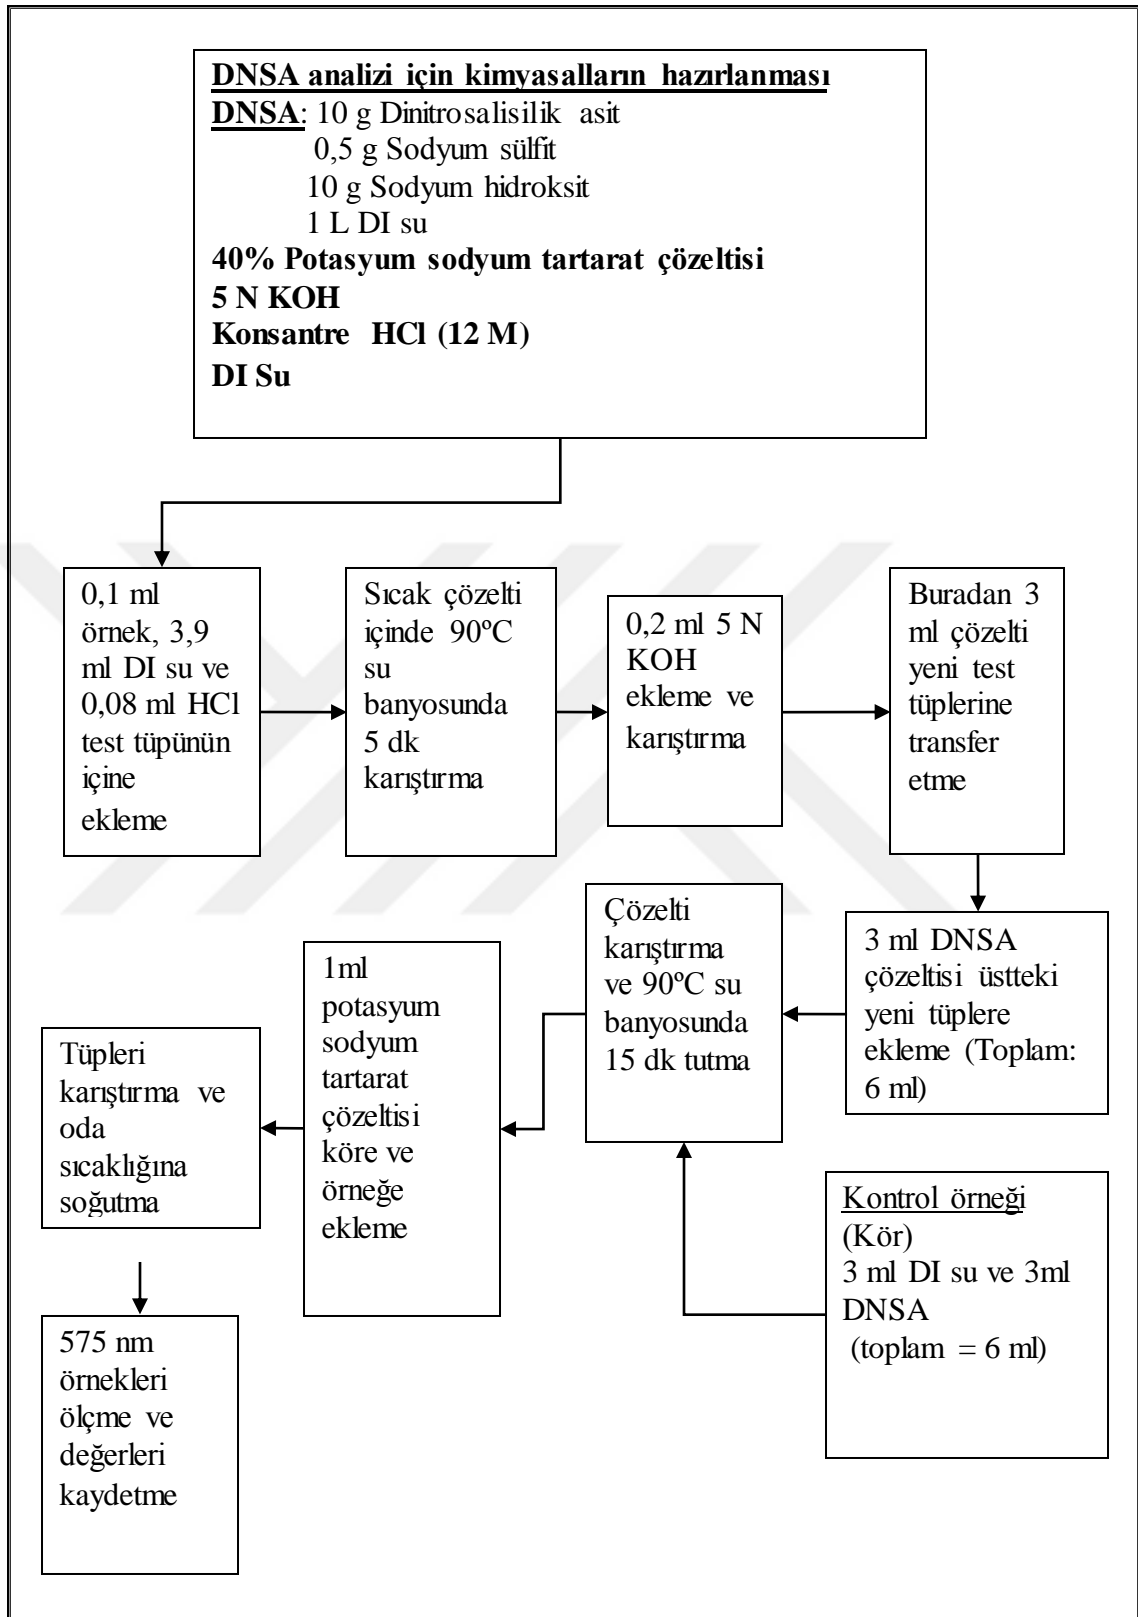 DNSA analizi için kimyasalların hazırlanması
DNSA: 10 g Dinitrosalisilik asit
0,5 g Sodyum sülfit
10 g Sodyum hidroksit
1 L DI su
40% Potasyum sodyum tartarat çözeltisi
5 N KOH
Konsantre HCl (12 M)
DI Su
0,1 ml
örnek, 3,9
ml DI su ve
0,08 ml HCl
test tüpünün
içine
ekleme
Sıcak çözelti
içinde 90ºC
su
banyosunda
5 dk
karıştırma
0,2 ml 5 N
KOH
ekleme ve
karıştırma
Buradan 3
ml çözelti
yeni test
tüplerine
transfer
etme
3 ml DNSA
çözeltisi üstteki
yeni tüplere
ekleme (Toplam:
6 ml)
Çözelti
karıştırma
ve 90ºC su
banyosunda
15 dk tutma
Kontrol örneği
(Kör)
3 ml DI su ve 3ml
DNSA
(toplam = 6 ml)
1ml
potasyum
sodyum
tartarat
çözeltisi
köre ve
örneğe
ekleme
Tüpleri
karıştırma ve
oda
sıcaklığına
soğutma
575 nm
örnekleri
ölçme ve
değerleri
kaydetme